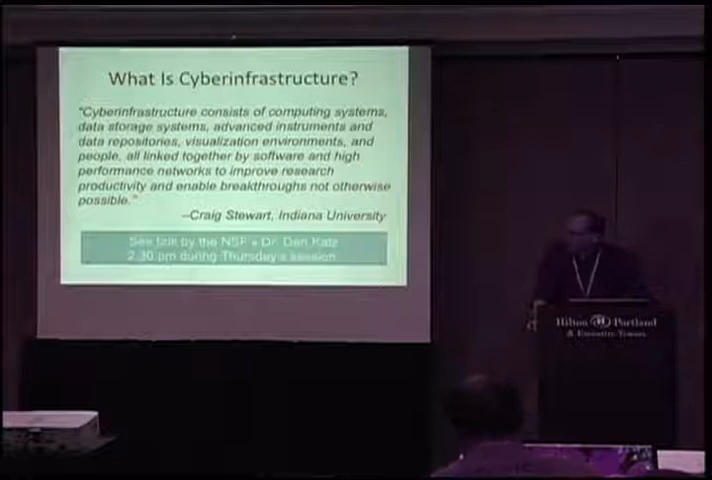 What Is Cyberinfrastructure?
"Cyberinfrastructure consists of computing systems,
data storage systems, advanced instruments and
data repositories, visualization environments, and
people, all linked together by software and high
performance networks to improve research
productivity and enable breakthroughs not otherwise
possible."
–Craig Stewart, Indiana University
See talk by the NSF's Dr. Dan Katz
2.30 pm during Thursday's session
Hilton Portland
& Executive Tower